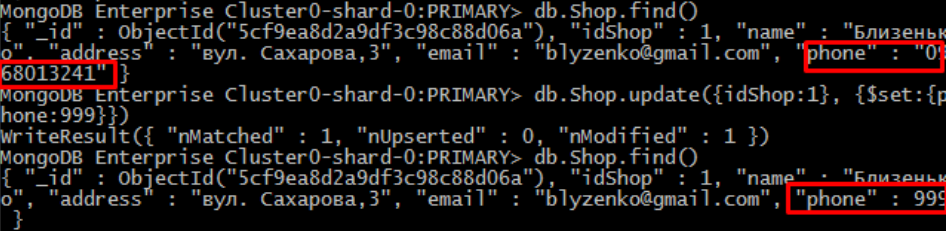 MongoDB Enterprise Cluster0-shard-0:PRIMARY> db.Shop.find()
{ "_id" : ObjectId("5cf9ea8d2a9df3c98c88d06a"), "idShop" : 1, "name" : "Близеньк
о", "address" : "вул. Сахарова,3", "email" : "blyzenko@gmail.com", "phone" : "09
68013241" }
MongoDB Enterprise Cluster0-shard-0:PRIMARY> db.Shop.update({idShop:1}, {$set:{p
hone:999}})
WriteResult({ "nMatched" : 1, "nUpserted" : 0, "nModified" : 1 })
MongoDB Enterprise Cluster0-shard-0:PRIMARY> db.Shop.find()
{ "_id" : ObjectId("5cf9ea8d2a9df3c98c88d06a"), "idShop" : 1, "name" : "Близеньк
о", "address" : "вул. Сахарова,3", "email" : "blyzenko@gmail.com", "phone" : 999
}